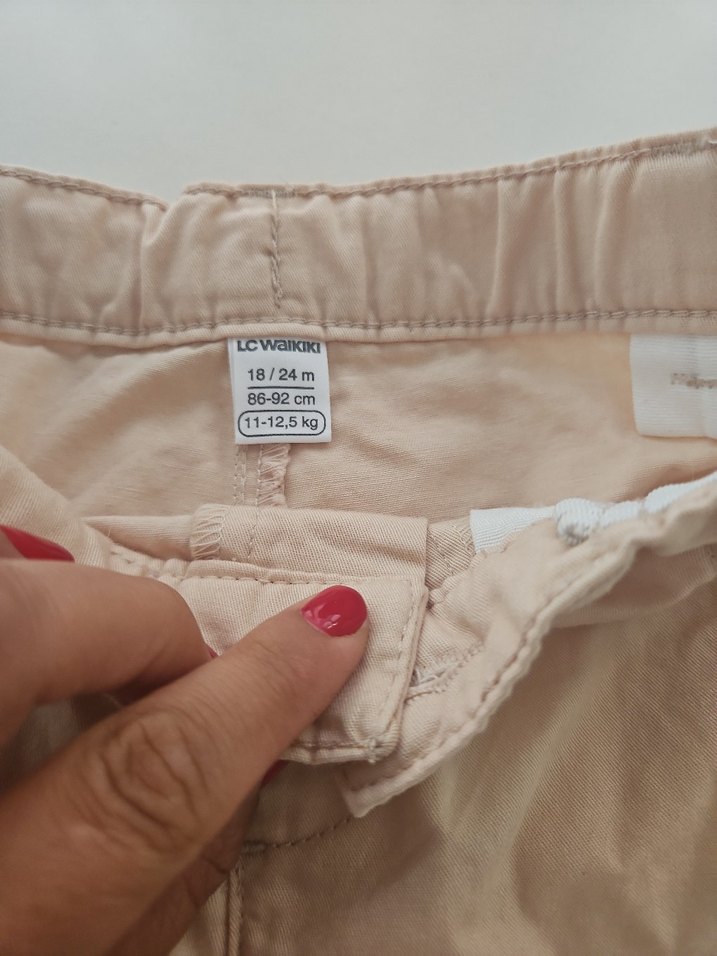 LC WAIKIKI
18 / 24 m
86-92 cm
11-12,5 kg